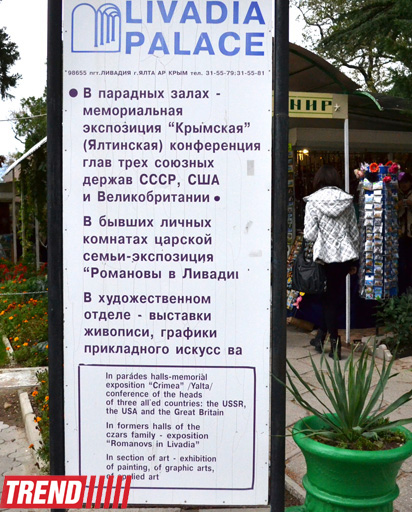 LIVADIA
PALACE
98655 пгт.ЛИВАДИЯ г.ЯЛТА АР КРЫМ т.31-55-79;31-55-81
● В парадных залах -
мемориальная
экспозиция "Крымская"
(Ялтинская) конференция
глав трех союзных
держав СССР, США
и Великобритании ●
В бывших личных
комнатах царской
семьи-экспозиция
"Романовы в Ливадии
В художественном
отделе - выставки
живописи, графики
прикладного искусс ва
In parádes halls-memorial
exposition "Crimea" /Yalta/
conference of the heads
of three all'ed countries: the USSR,
the USA and the Great Britain
In formers halls of the
czars family - exposition
"Romanovs in Livadia"
In section of art - exhibition
of painting, of graphic arts,
of applied art
НИР
TREND